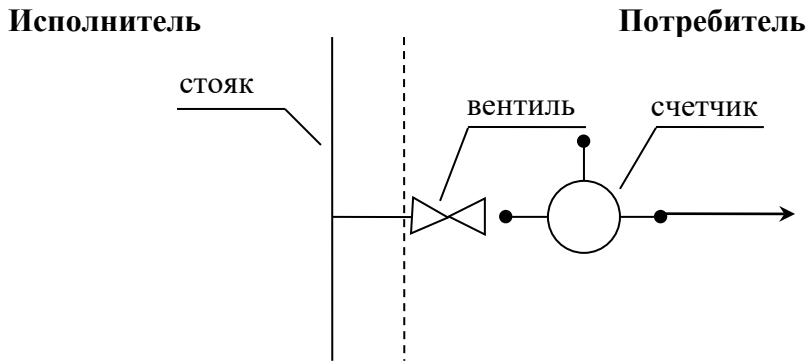 Исполнитель
Потребитель
стояк
вентиль
счетчик